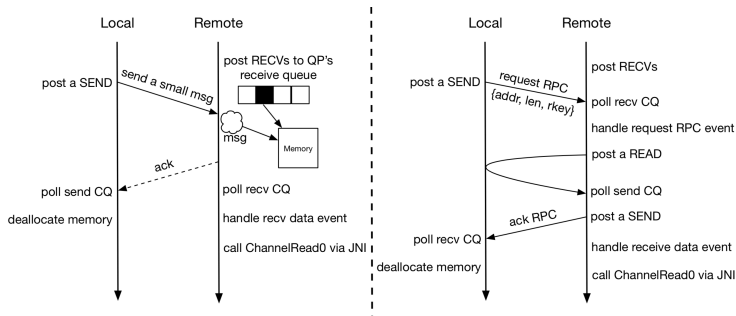 Local
Remote
post RECVs to QP's
receive queue
post a SEND
send a small msg
msg
Memory
ack
post send CQ
poll recv CQ
deallocate memory
handle recv data event
call ChannelRead0 via JNI
Local
Remote
post RECVs
post a SEND
request RPC
{addr, len, rkey}
poll recv CQ
handle request RPC event
post a READ
poll send CQ
post a SEND
ack RPC
poll recv CQ
handle receive data event
deallocate memory
call ChannelRead0 via JNI